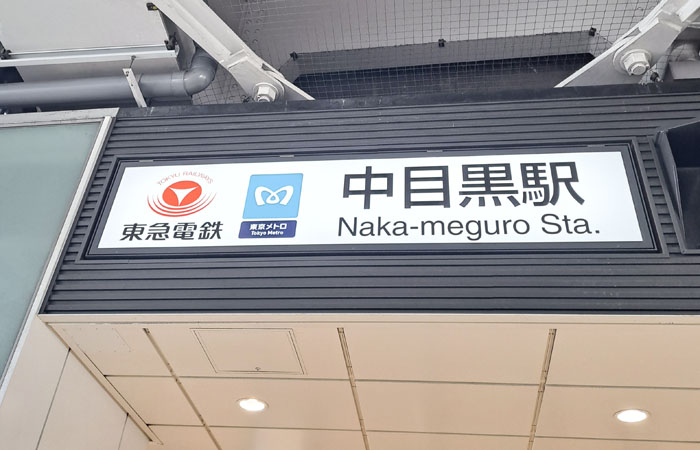 TOKYU RAILWAYS
東急電鉄
東京メトロ
Tokyo Metro
中目黒駅
Naka-meguro Sta.